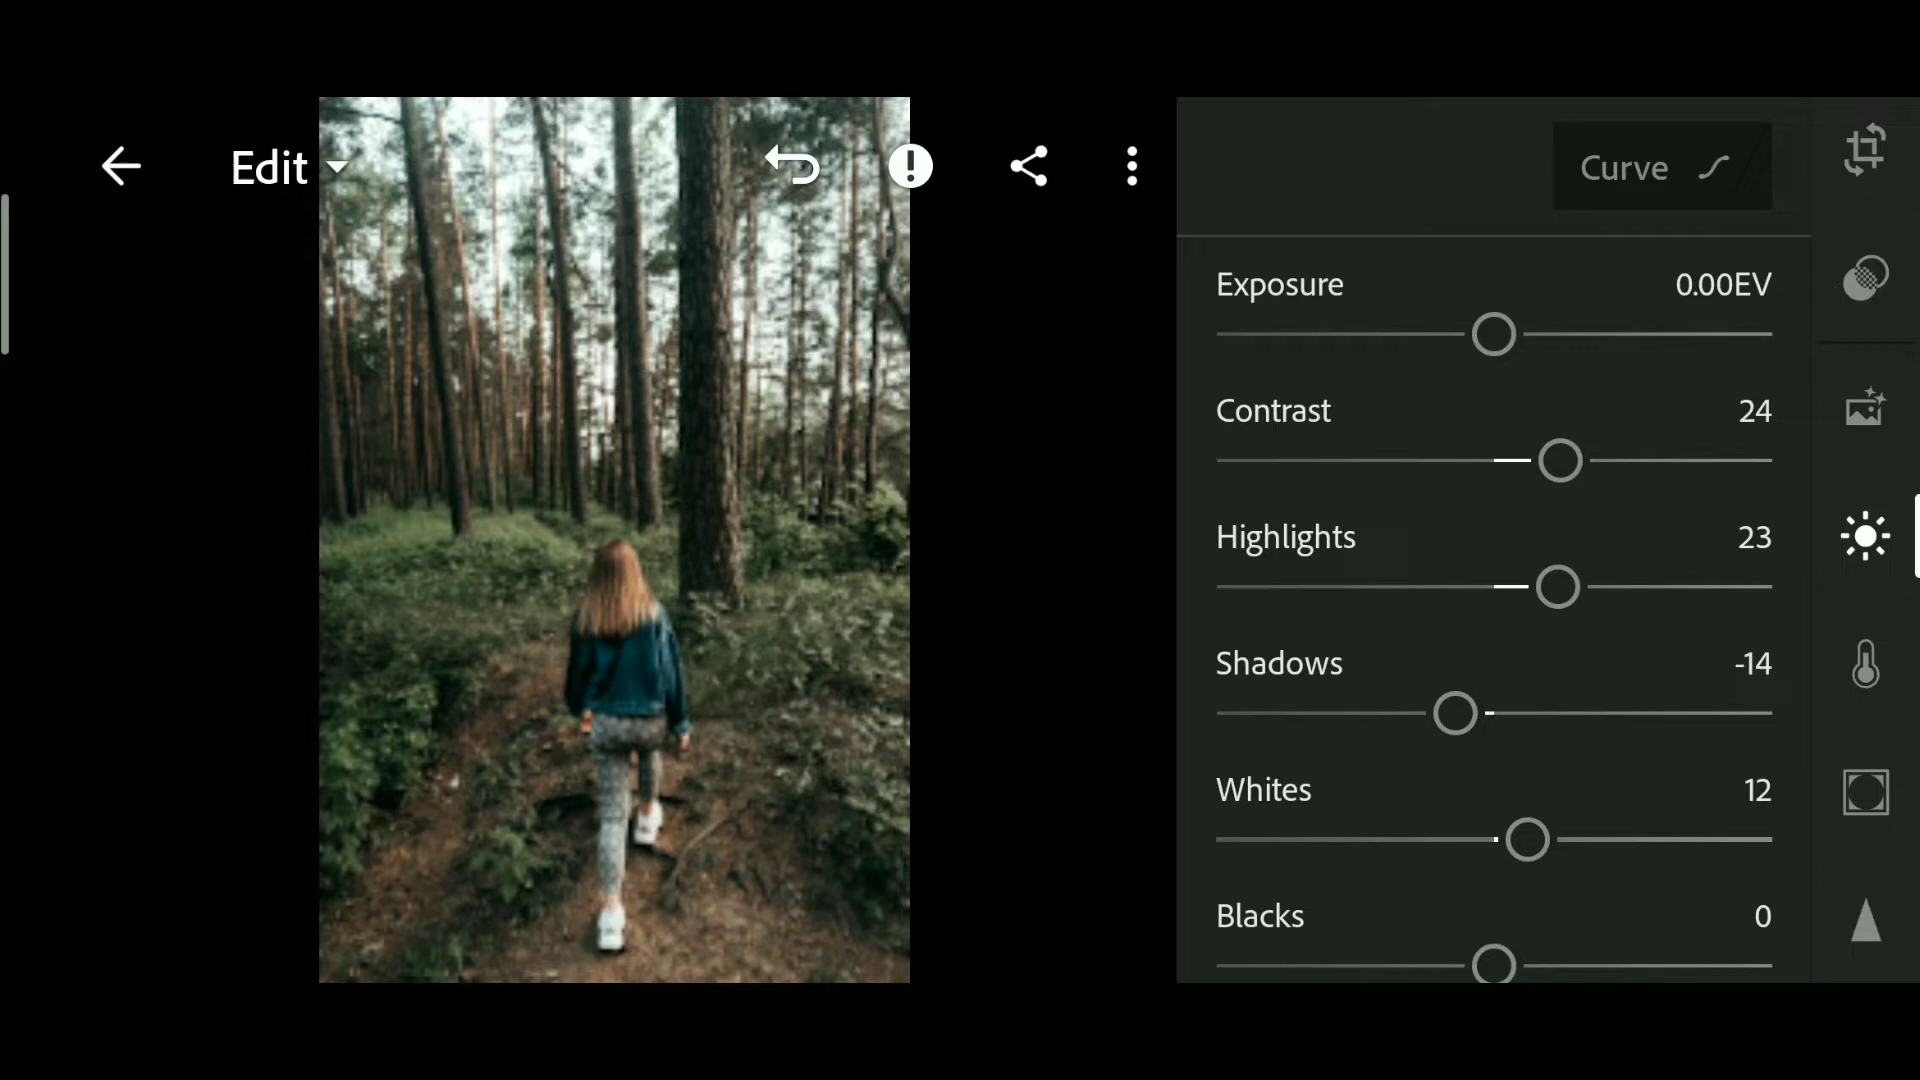 Edit
Curve
Exposure 0.00EV
Contrast 24
Highlights 23
Shadows -14
Whites 12
Blacks 0